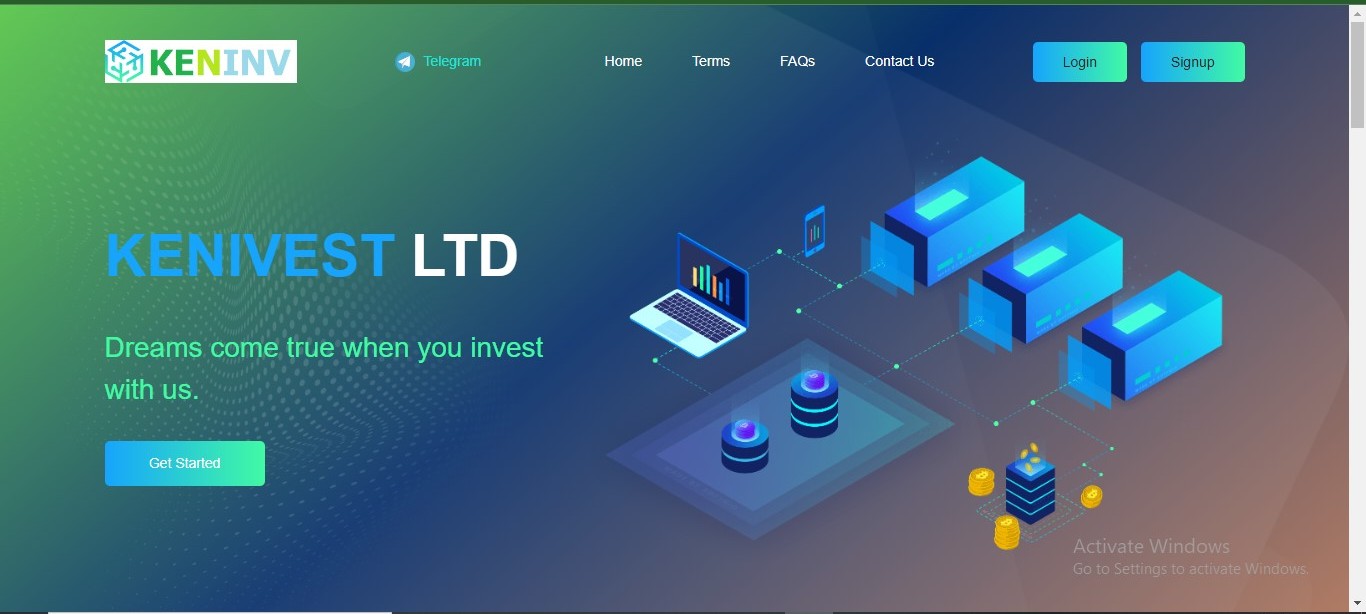 KENINV
Telegram
Home
Terms
FAQs
Contact Us
Login
Signup
KENIVEST LTD
Dreams come true when you invest
with us.
Get Started
Activate Windows
Go to Settings to activate Windows.